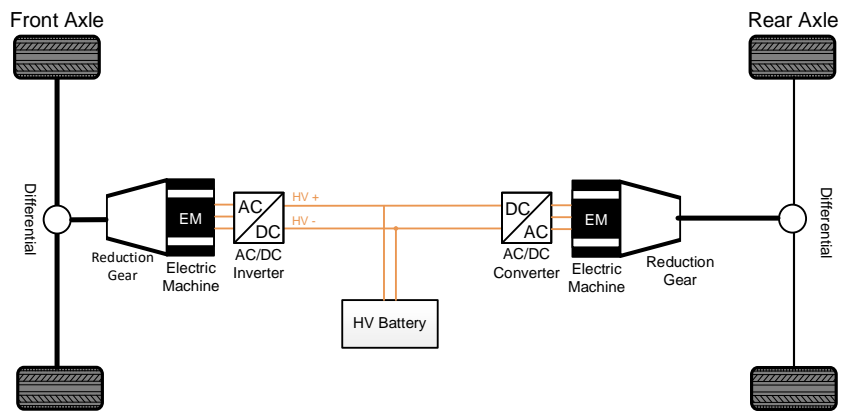 Front Axle
Rear Axle
Differential
Reduction
Gear
EM
Electric
Machine
AC
DC
AC/DC
Inverter
HV +
HV -
HV Battery
DC
AC
AC/DC
Converter
EM
Electric
Machine
Reduction
Gear
Differential